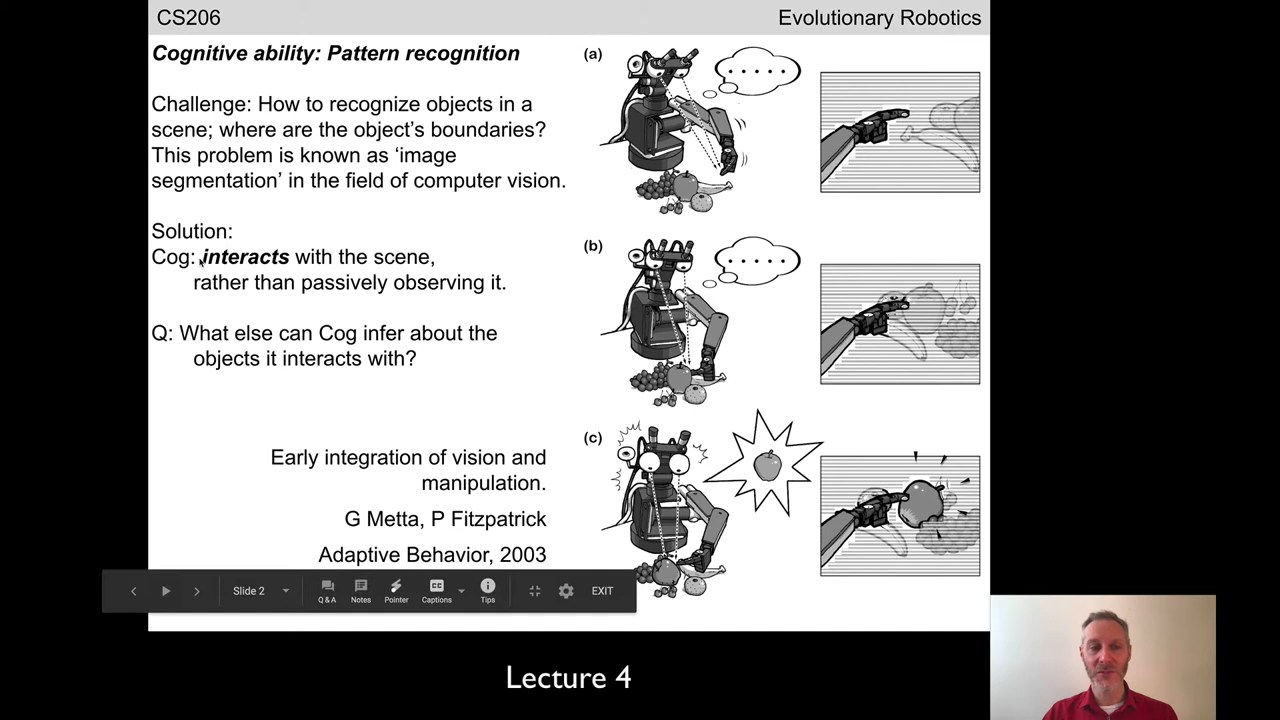 CS206
Evolutionary Robotics
Cognitive ability: Pattern recognition
Challenge: How to recognize objects in a
scene; where are the object's boundaries?
This problem is known as 'image
segmentation' in the field of computer vision.
Solution:
Cog: interacts with the scene,
rather than passively observing it.
Q: What else can Cog infer about the
objects it interacts with?
Early integration of vision and
manipulation.
G Metta, P Fitzpatrick
Adaptive Behavior, 2003
(a)
(b)
(c)
Slide 2
Q & A
Notes
Pointer
CC
Captions
Tips
EXIT
Lecture 4